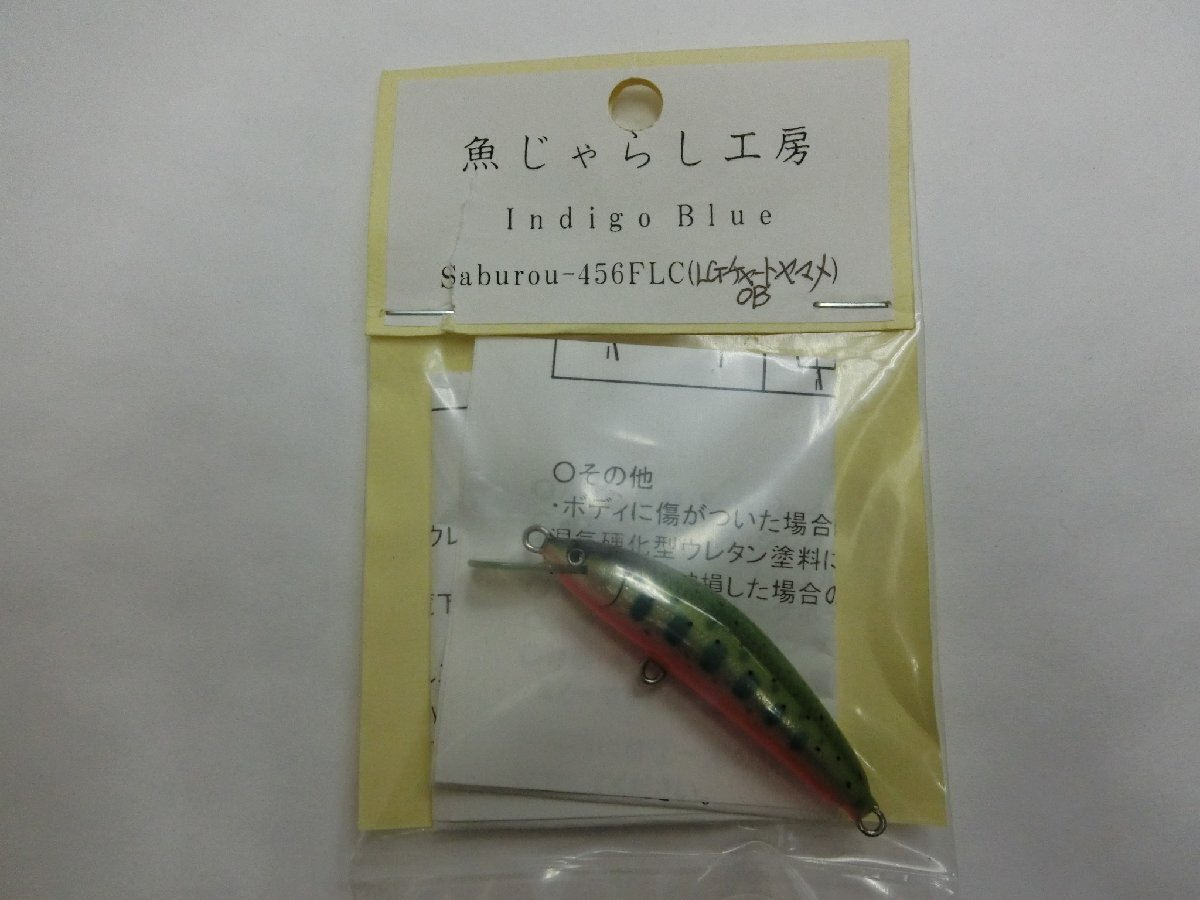 魚じゃらし工房
Indigo Blue
Saburou-456FLC(LGチャートヤマメ)
OB
〇その他
・ボディに傷がついた場合
湿気硬化型ウレタン塗料に
損した場合の